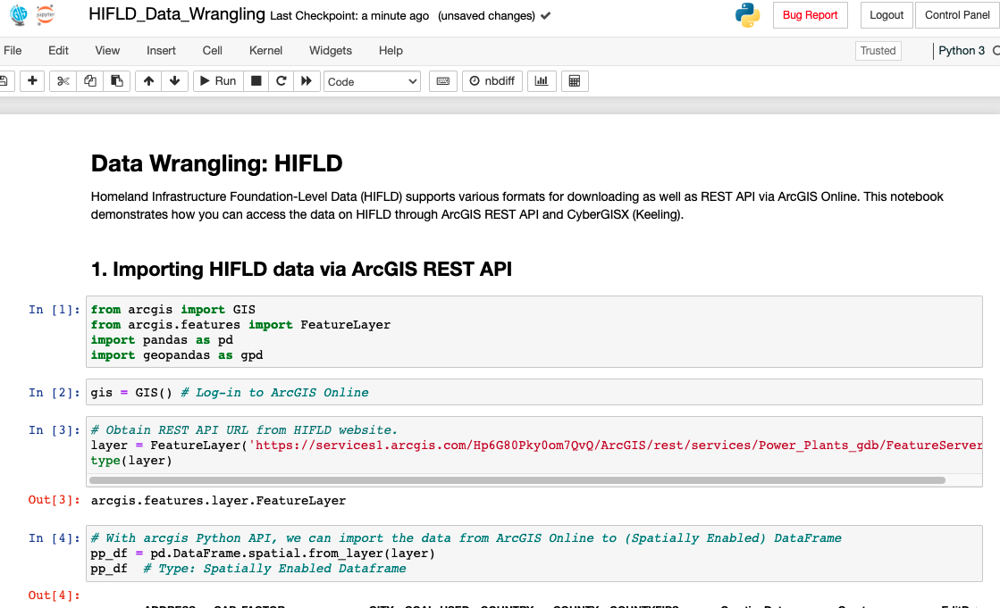 jupyter
HIFLD_Data_Wrangling Last Checkpoint: a minute ago (unsaved changes)
Bug Report
Logout
Control Panel
File Edit View Insert Cell Kernel Widgets Help
Trusted
Python 3
Run
Code
nbdiff
Data Wrangling: HIFLD
Homeland Infrastructure Foundation-Level Data (HIFLD) supports various formats for downloading as well as REST API via ArcGIS Online. This notebook
demonstrates how you can access the data on HIFLD through ArcGIS REST API and CyberGISX (Keeling).
1. Importing HIFLD data via ArcGIS REST API
In [1]: from arcgis import GIS
from arcgis.features import FeatureLayer
import pandas as pd
import geopandas as gpd
In [2]: gis = GIS() # Log-in to ArcGIS Online
In [3]: # Obtain REST API URL from HIFLD website.
layer = FeatureLayer('https://services1.arcgis.com/Hp6G80Pky0om7QvQ/ArcGIS/rest/services/Power_Plants_gdb/FeatureServer
type(layer)
Out[3]: arcgis.features.layer.FeatureLayer
In [4]: # With arcgis Python API, we can import the data from ArcGIS Online to (Spatially Enabled) DataFrame
pp_df = pd.DataFrame.spatial.from_layer(layer)
pp_df # Type: Spatially Enabled Dataframe
Out[4]: